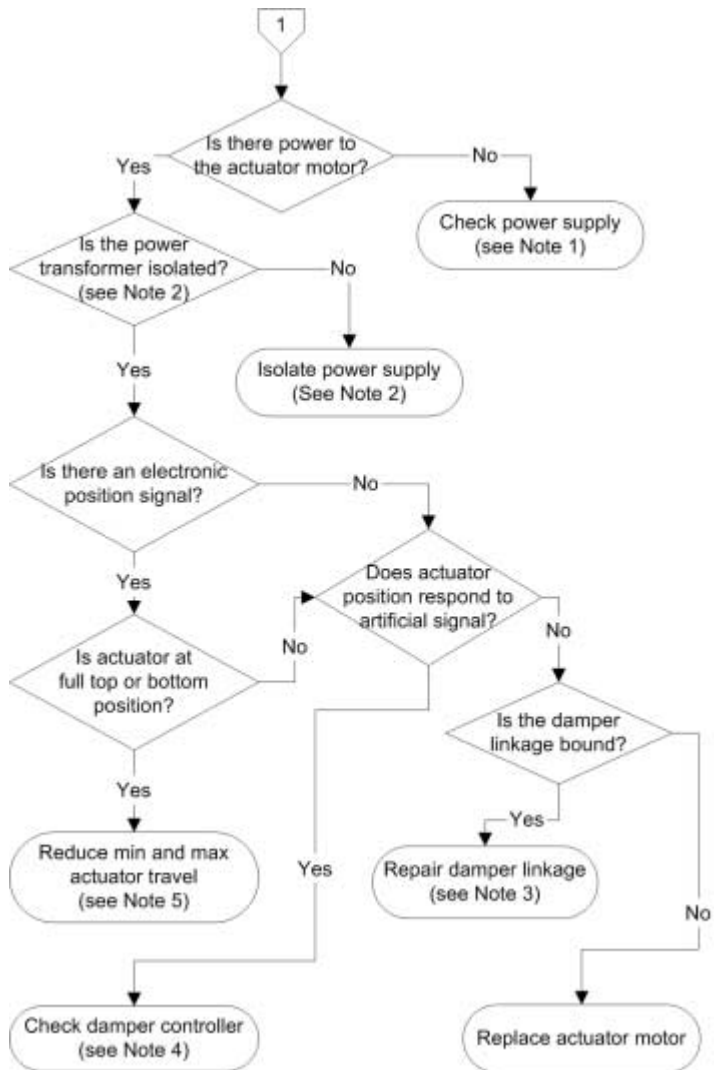 1
Is there power to
the actuator motor?
Yes
No
Check power supply
(see Note 1)
Is the power
transformer isolated?
(see Note 2)
No
Isolate power supply
(See Note 2)
Yes
Is there an electronic
position signal?
No
Does actuator
position respond to
artificial signal?
Yes
No
No
Is actuator at
full top or bottom
position?
Is the damper
linkage bound?
Yes
Yes
Reduce min and max
actuator travel
(see Note 5)
Yes
Repair damper linkage
(see Note 3)
No
Check damper controller
(see Note 4)
Replace actuator motor